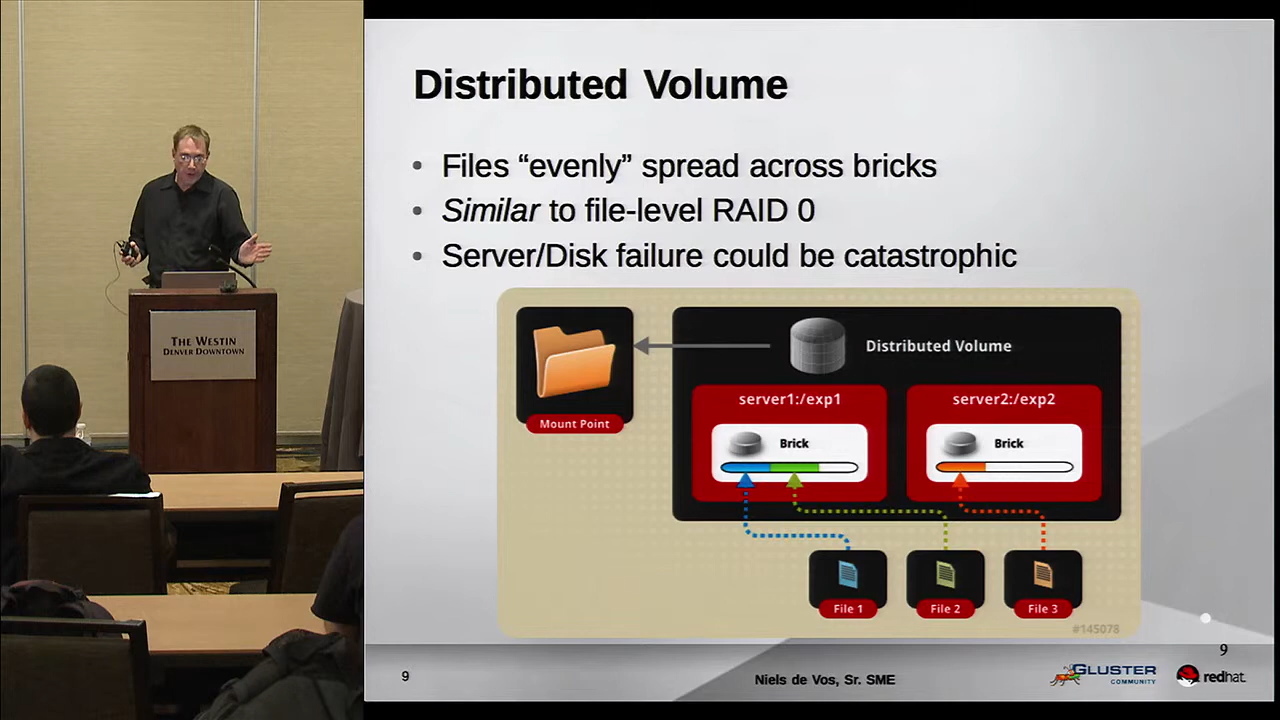 THE WESTIN
DENVER DOWNTOWN
Distributed Volume
• Files “evenly” spread across bricks
• Similar to file-level RAID 0
• Server/Disk failure could be catastrophic
Mount Point
Distributed Volume
server1:/exp1
Brick
server2:/exp2
Brick
File 1
File 2
File 3
#145078
9
9
Niels de Vos, Sr. SME
GLUSTER
COMMUNITY
redhat.